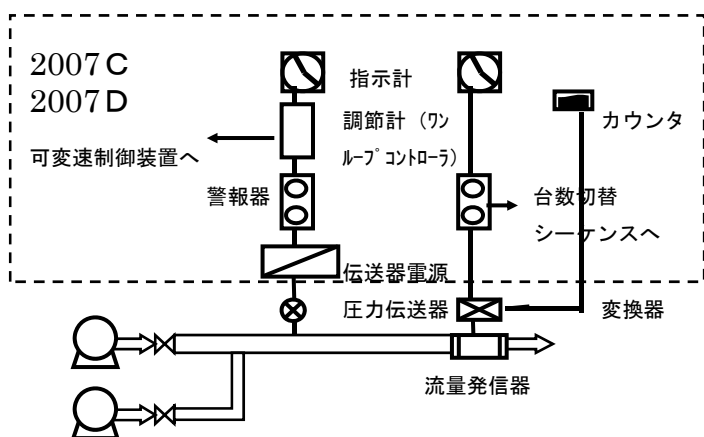 2007C
2007D
指示計
調節計（ワン
ループコントローラ）
可変速制御装置へ
カウンタ
警報器
台数切替
シーケンスへ
伝送器電源
圧力伝送器
変換器
流量発信器